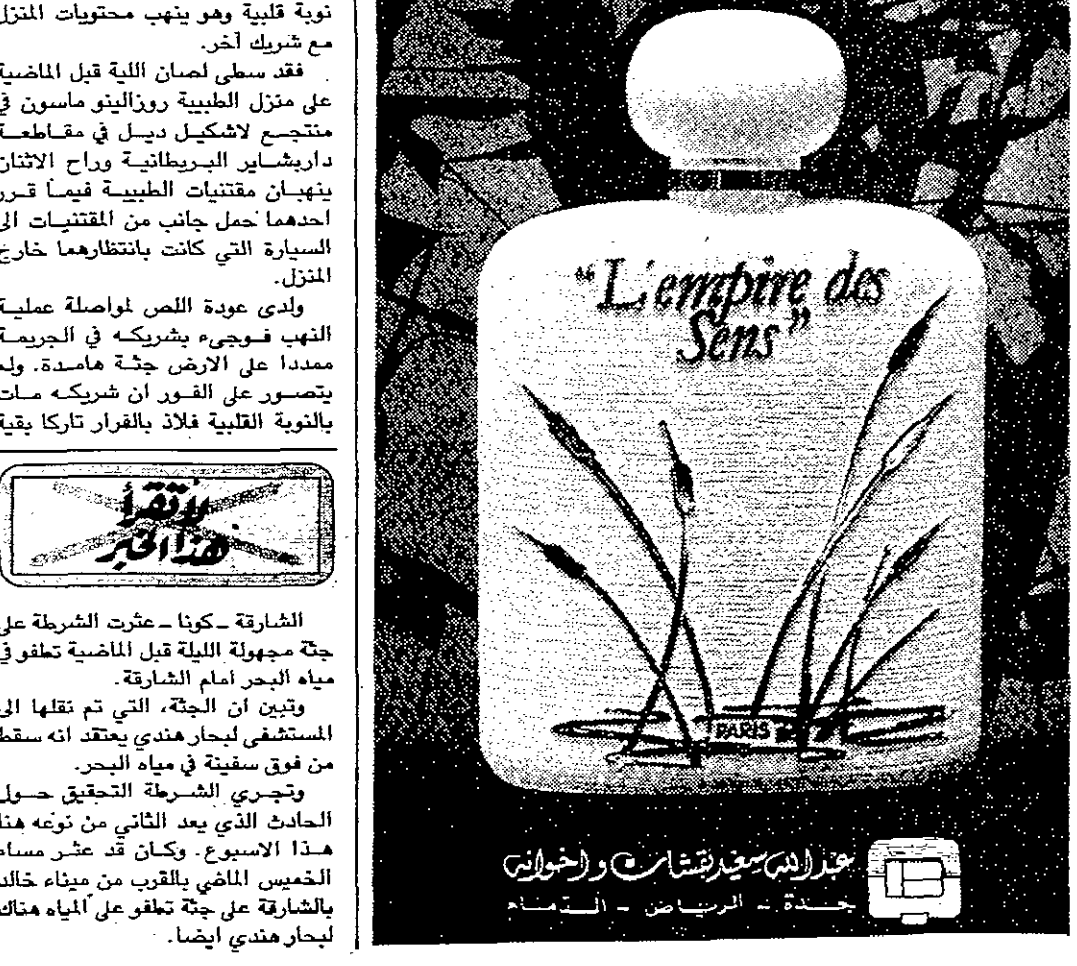 نوبة قلبية وهو ينهب محتويات المنزل
مع شريك آخر.
فقد سطى لصان اللية قبل الماضية
على منزل الطبيبة روزالينو ماسون في
منتجع لاشكيل ديل في مقاطعة
داربشاير البريطانية وراح الاثنان
ينهبان مقتنيات الطبيبة فيما قرر
احدهما حمل جانب من المقتنيات الى
السيارة التي كانت بانتظارهما خارج
المنزل.
ولدى عودة اللص لمواصلة عملية
النهب فوجىء بشريكه في الجريمة
ممددا على الارض جثة هامدة. ولم
يتصور على الفور ان شريكه مات
بالنوبة القلبية فلاذ بالفرار تاركا بقية
لا تقرأ
هذا الخبر
الشارقة ـ كونا ـ عثرت الشرطة على
جثة مجهولة الليلة قبل الماضية تطفو في
مياه البحر امام الشارقة.
وتبين ان الجثة، التي تم نقلها الى
المستشفى لبحار هندي يعتقد انه سقط
من فوق سفينة في مياه البحر.
وتجري الشرطة التحقيق حول
الحادث الذي يعد الثاني من نوعه هنا
هذا الاسبوع. وكان قد عثر مساء
الخميس الماضي بالقرب من ميناء خالد
بالشارقة على جثة تطفو على المياه هناك
لبحار هندي ايضا.
"L'empire des
Sens"
PARIS
عبدالله سعيد بقشان واخوانه
جدة - الرياض - الدمام